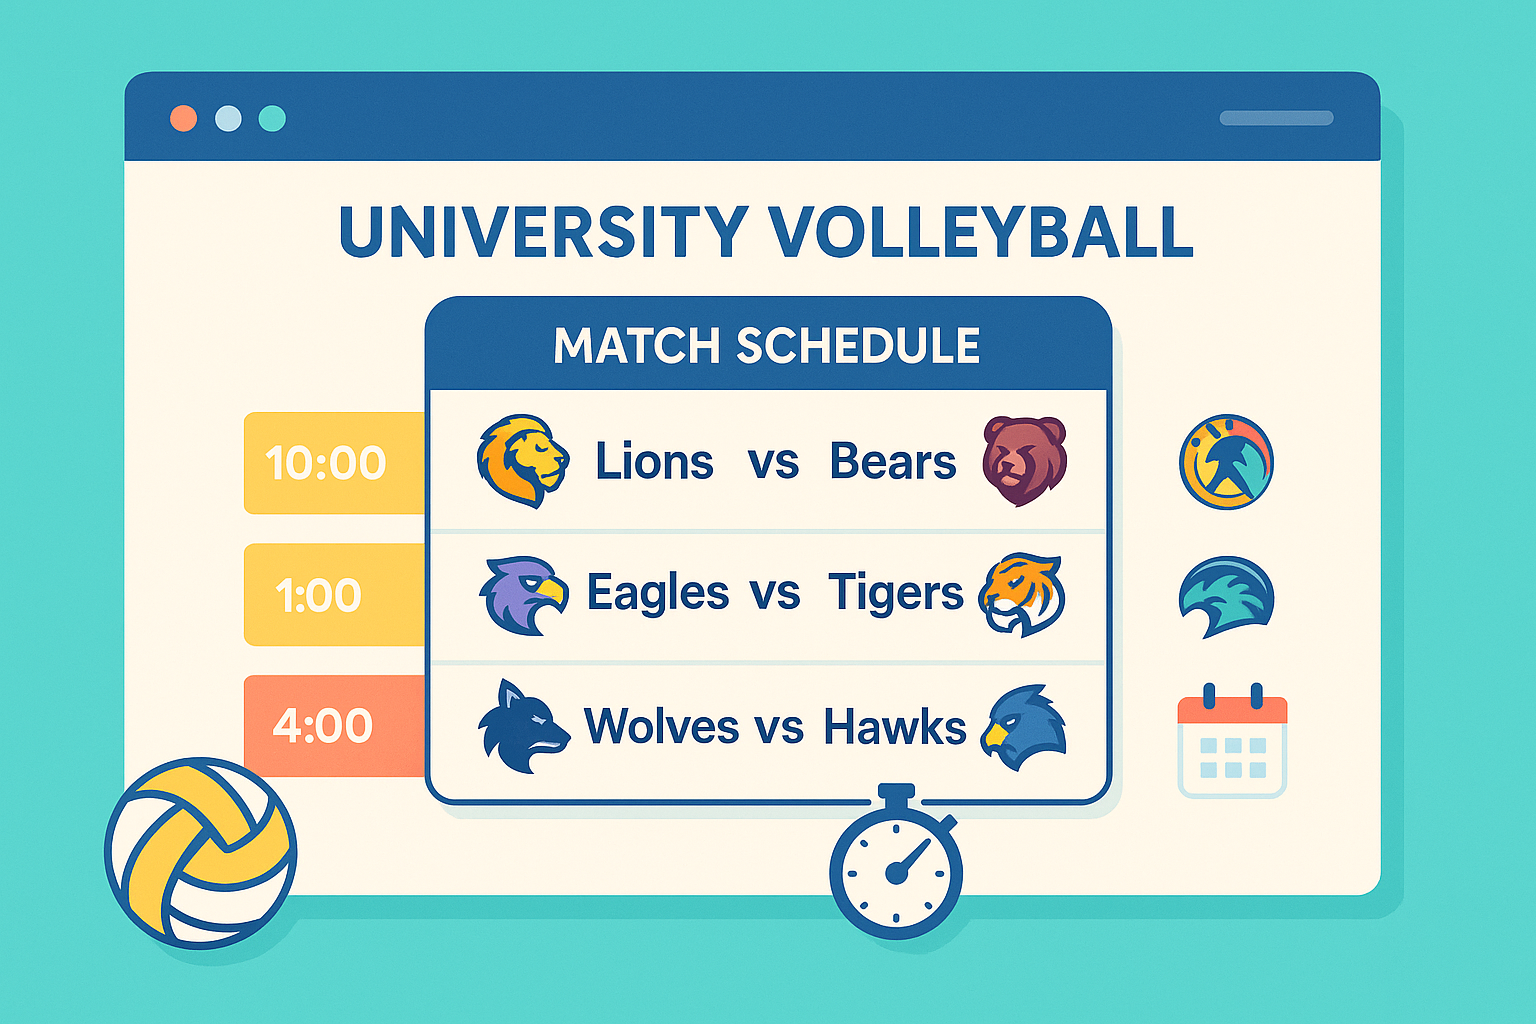 UNIVERSITY VOLLEYBALL
MATCH SCHEDULE
10:00 Lions vs Bears
1:00 Eagles vs Tigers
4:00 Wolves vs Hawks